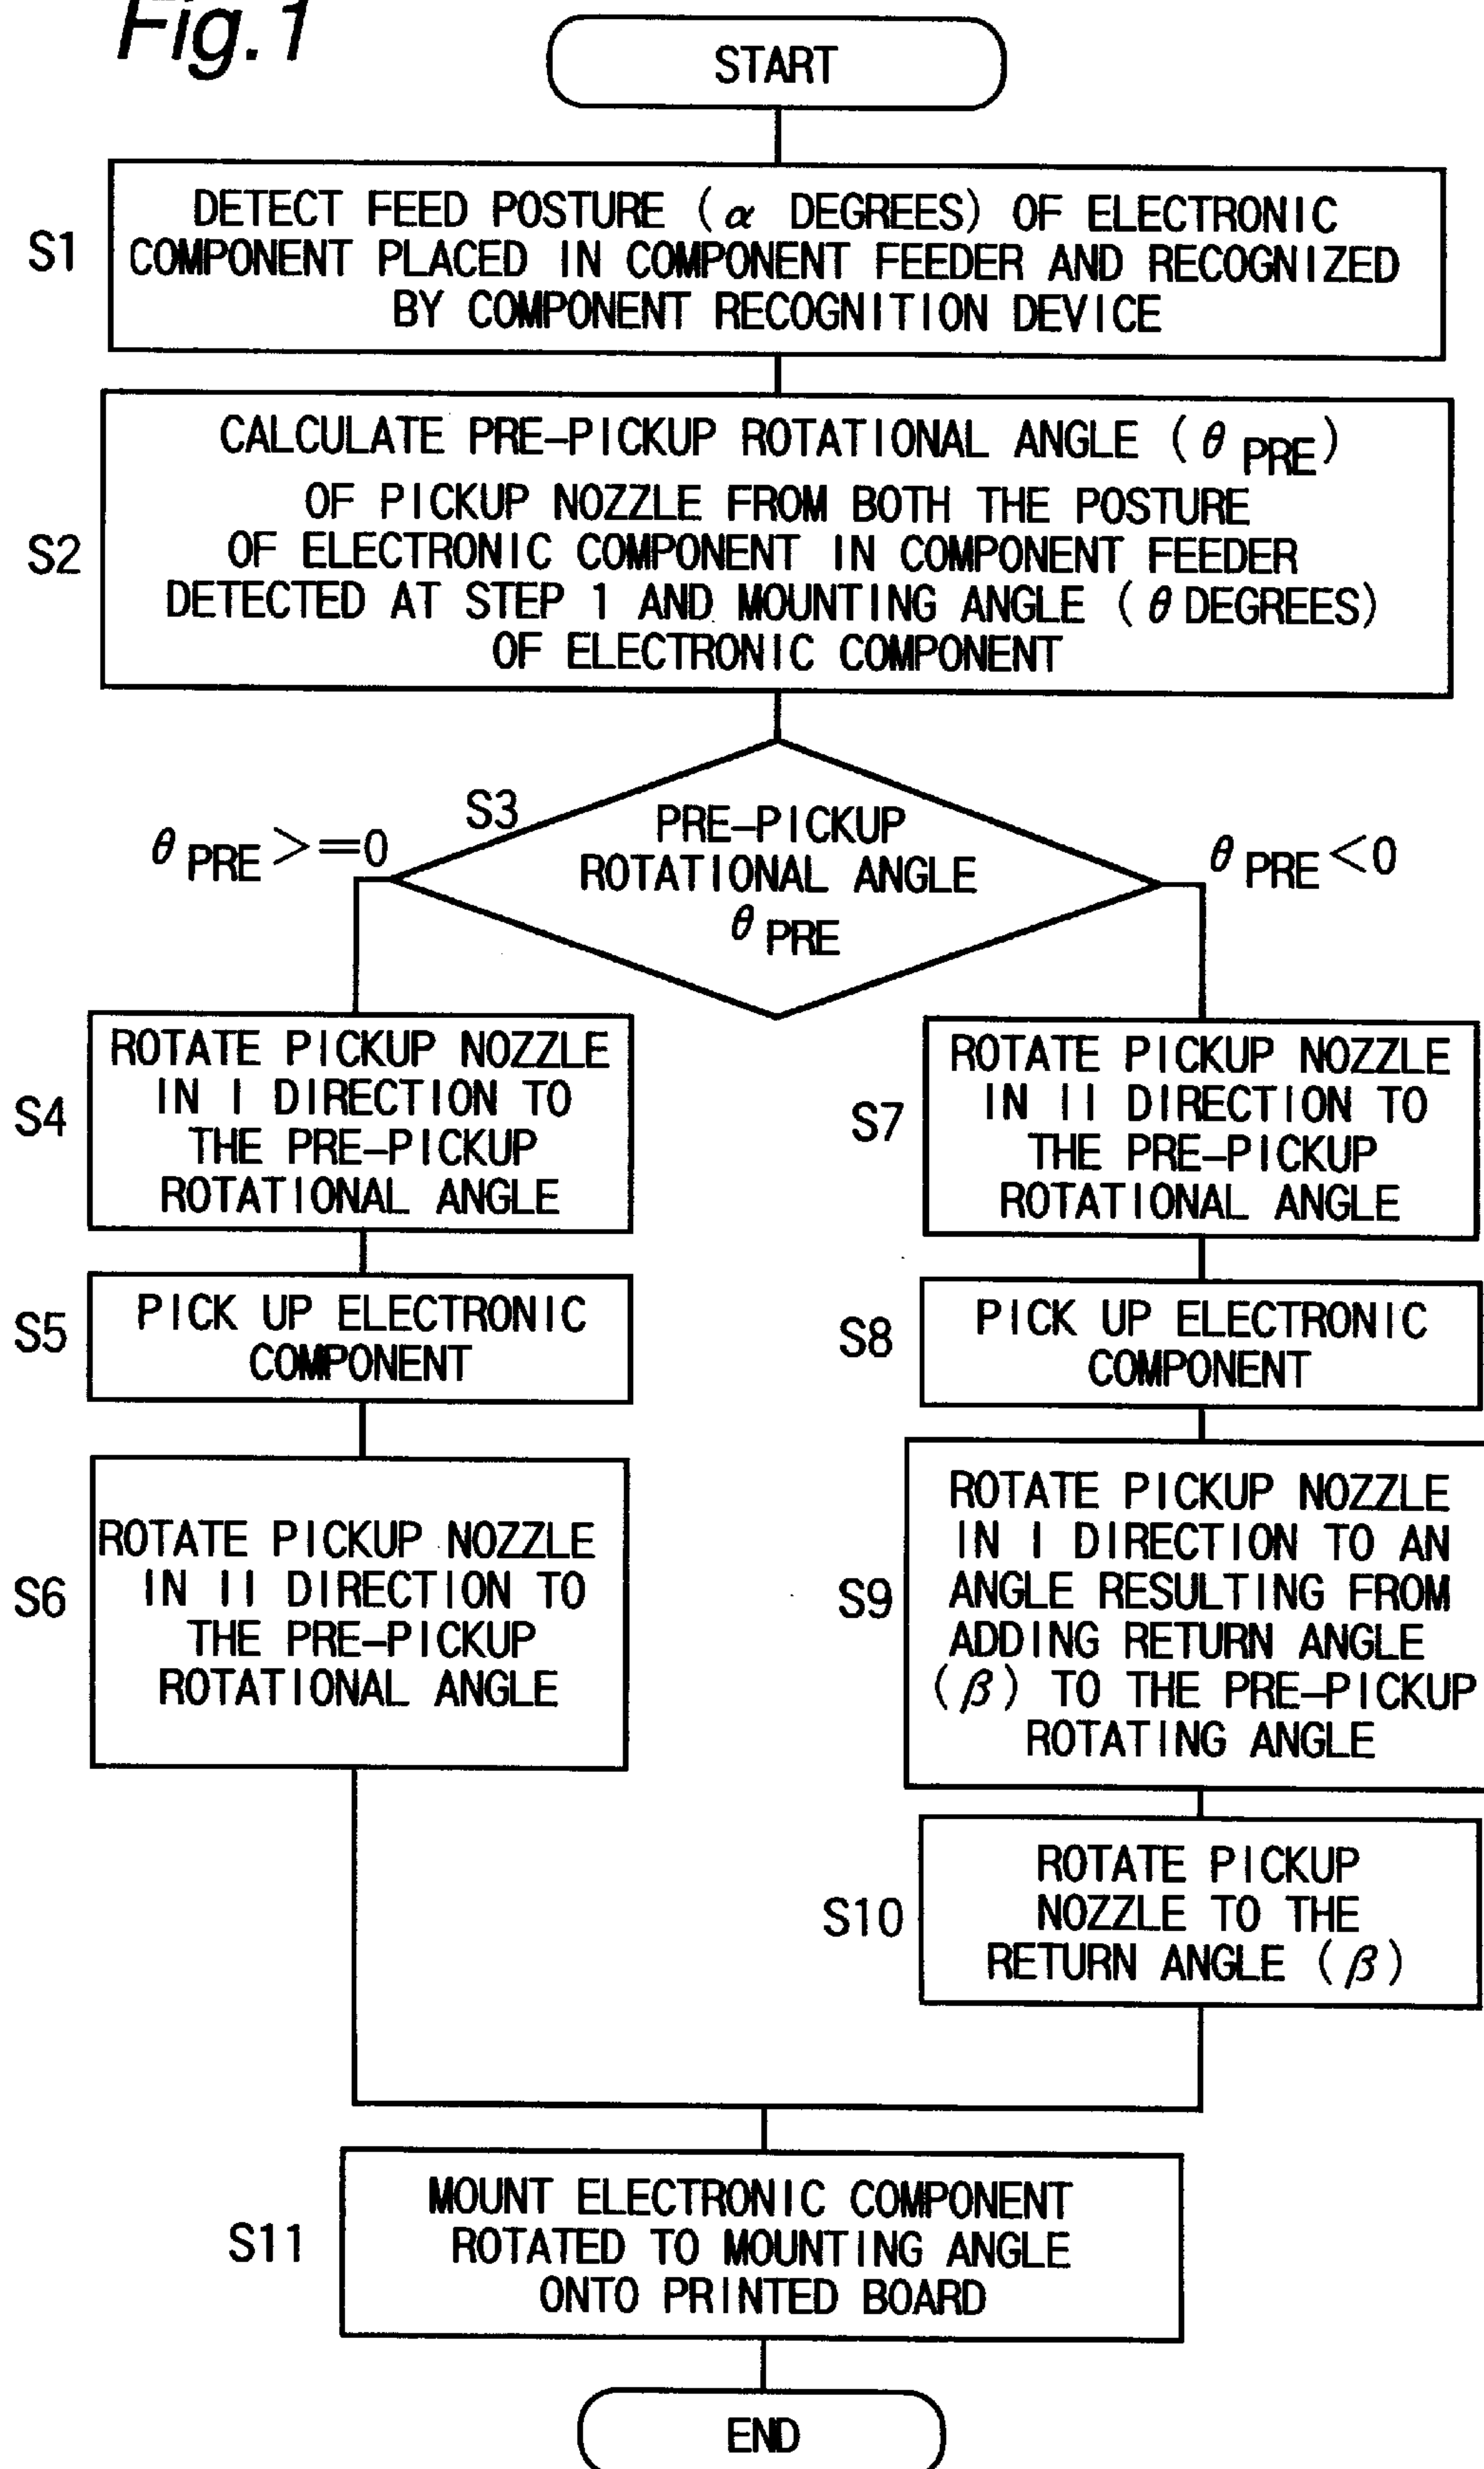 Fig.1
START
S1
DETECT FEED POSTURE (α DEGREES) OF ELECTRONIC
COMPONENT PLACED IN COMPONENT FEEDER AND RECOGNIZED
BY COMPONENT RECOGNITION DEVICE
S2
CALCULATE PRE-PICKUP ROTATIONAL ANGLE (θ PRE)
OF PICKUP NOZZLE FROM BOTH THE POSTURE
OF ELECTRONIC COMPONENT IN COMPONENT FEEDER
DETECTED AT STEP 1 AND MOUNTING ANGLE (θ DEGREES)
OF ELECTRONIC COMPONENT
S3
PRE-PICKUP
ROTATIONAL ANGLE
θ PRE
θ PRE >=0
θ PRE <0
S4
ROTATE PICKUP NOZZLE
IN I DIRECTION TO
THE PRE-PICKUP
ROTATIONAL ANGLE
S5
PICK UP ELECTRONIC
COMPONENT
S6
ROTATE PICKUP NOZZLE
IN II DIRECTION TO
THE PRE-PICKUP
ROTATIONAL ANGLE
S7
ROTATE PICKUP NOZZLE
IN II DIRECTION TO
THE PRE-PICKUP
ROTATIONAL ANGLE
S8
PICK UP ELECTRONIC
COMPONENT
S9
ROTATE PICKUP NOZZLE
IN I DIRECTION TO AN
ANGLE RESULTING FROM
ADDING RETURN ANGLE
(β) TO THE PRE-PICKUP
ROTATING ANGLE
S10
ROTATE PICKUP
NOZZLE TO THE
RETURN ANGLE (β)
S11
MOUNT ELECTRONIC COMPONENT
ROTATED TO MOUNTING ANGLE
ONTO PRINTED BOARD
END